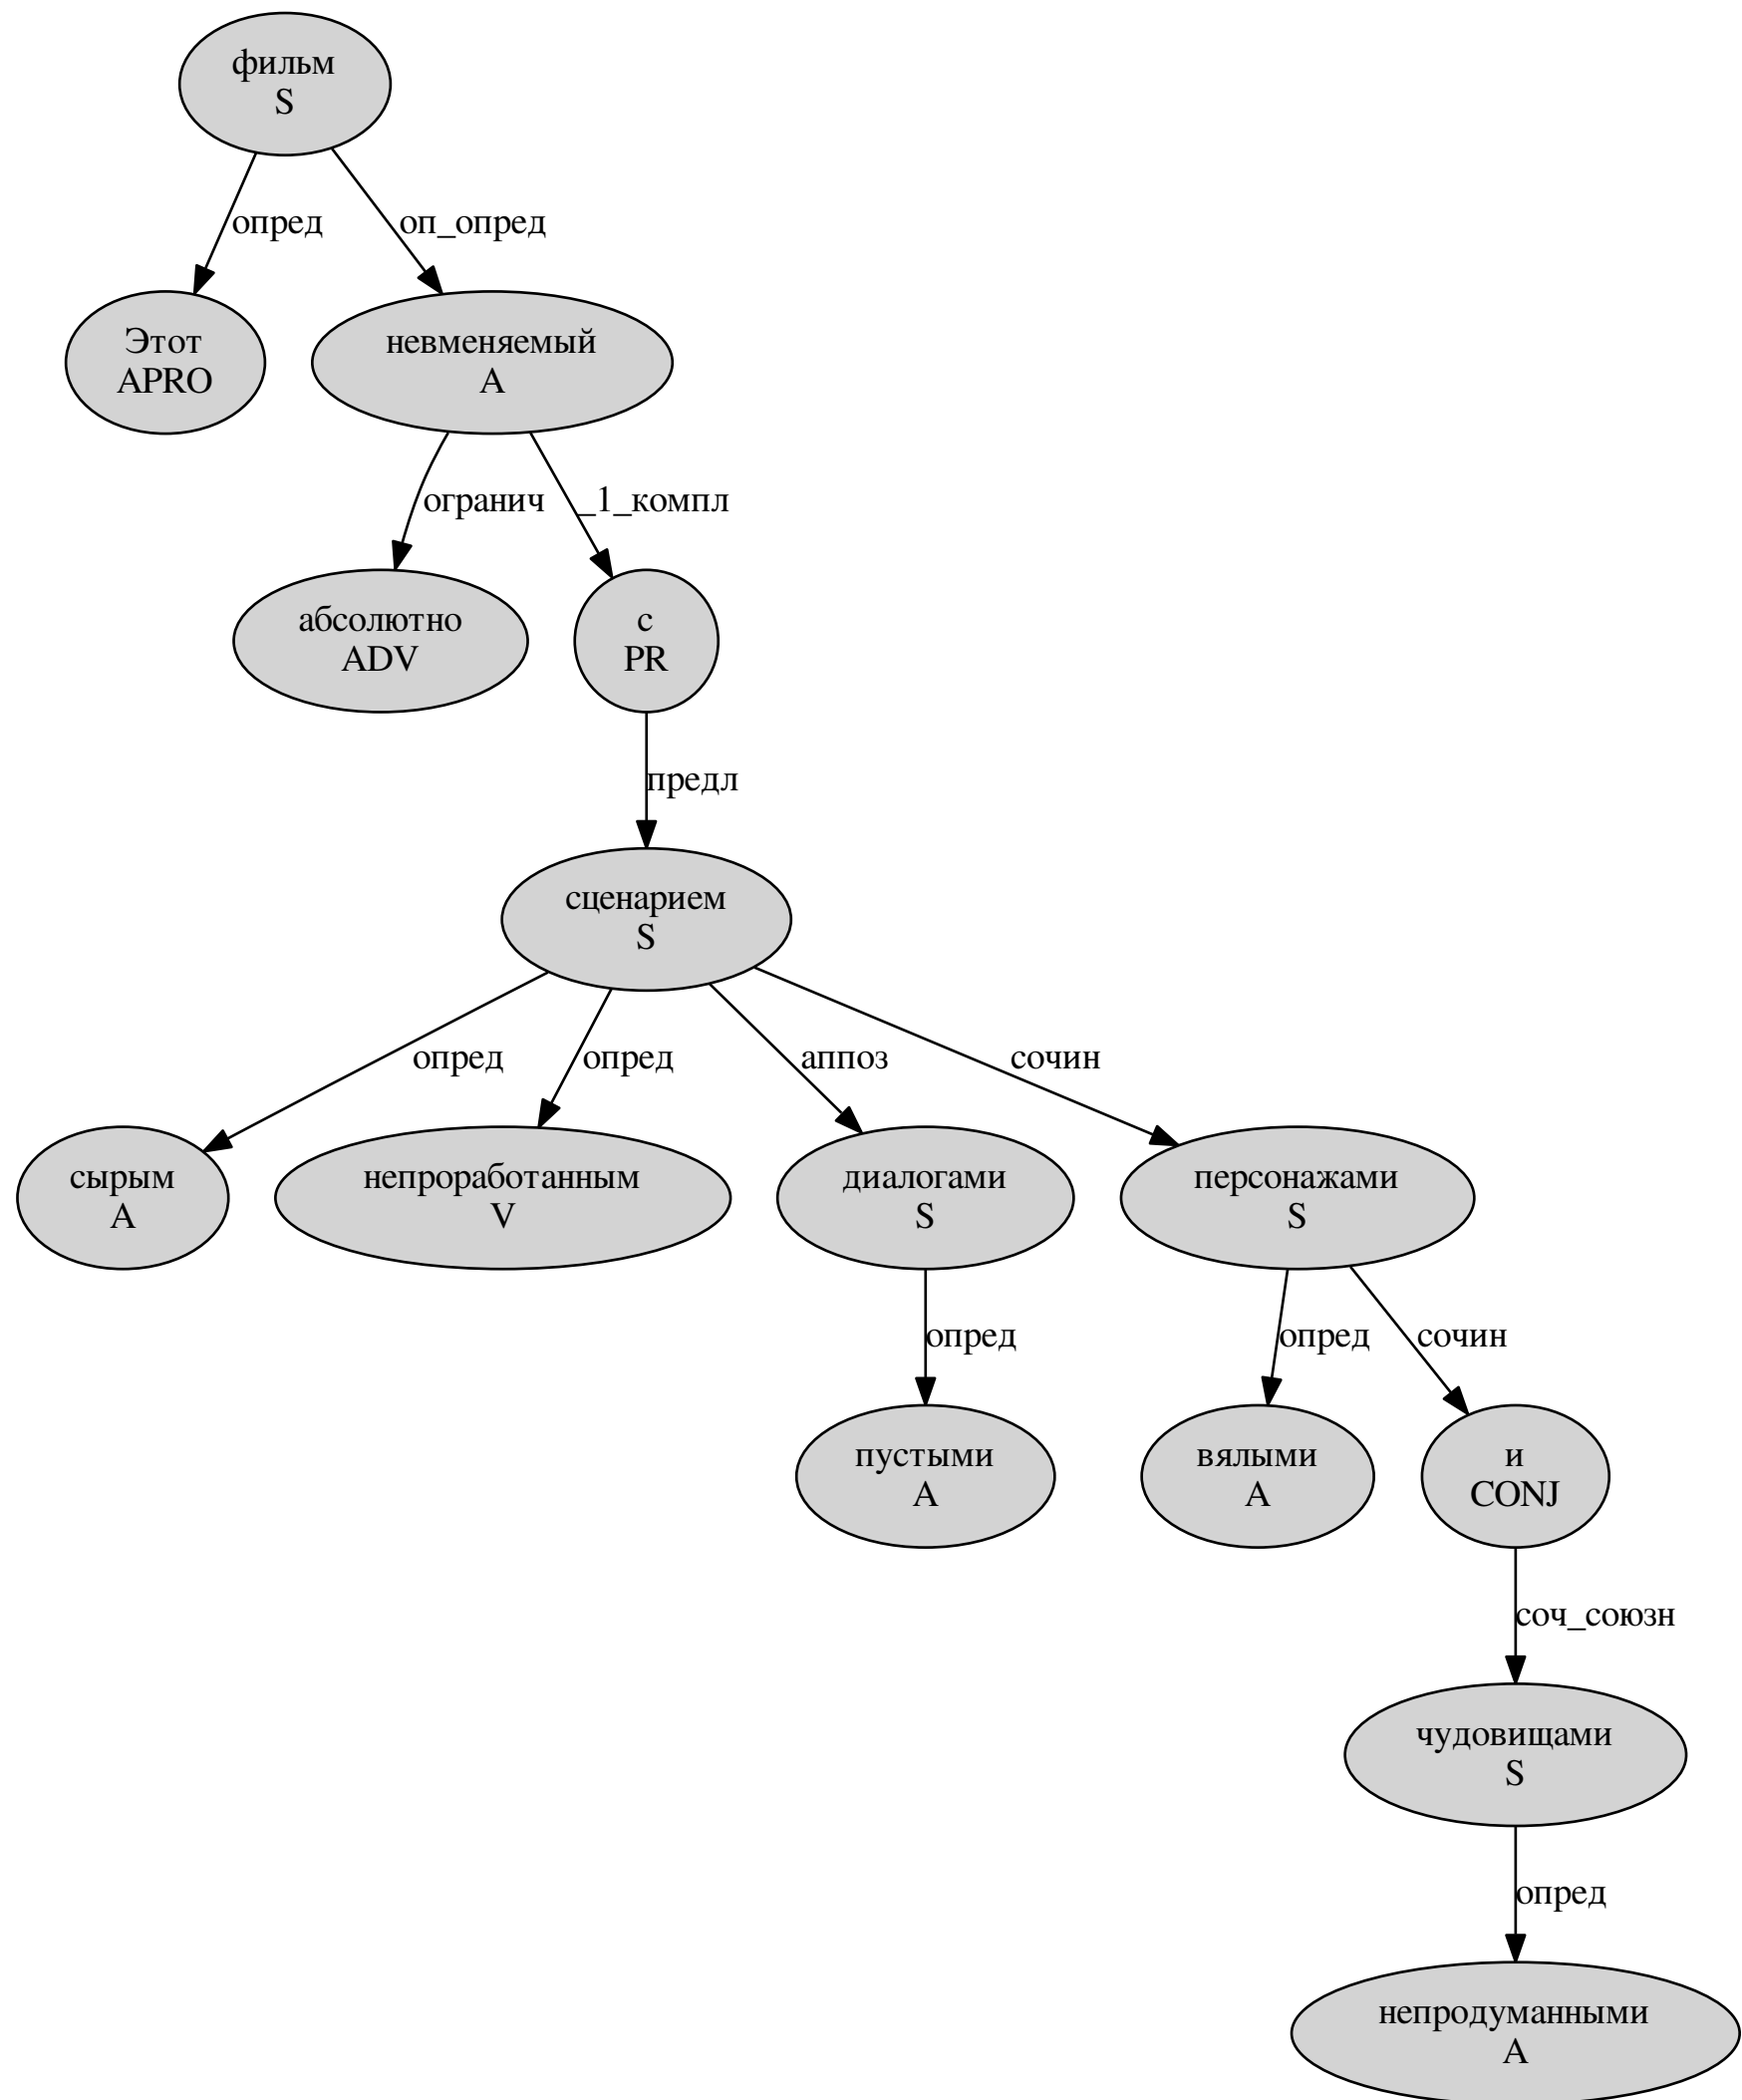 фильм
S
опред
оп_опред
Этот
APRO
невменяемый
A
огранич
_1_компл
абсолютно
ADV
с
PR
предл
сценарием
S
опред
опред
аппоз
сочин
сырым
A
непроработанным
V
диалогами
S
персонажами
S
опред
опред
сочин
пустыми
A
вялыми
A
и
CONJ
соч_союзн
чудовищами
S
опред
непродуманными
A